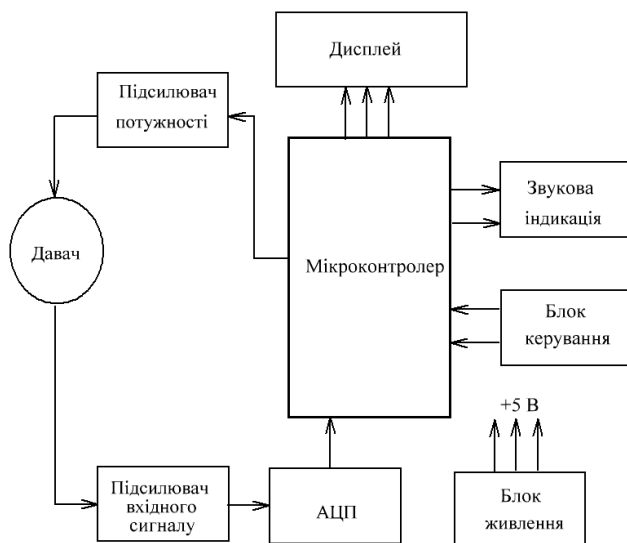 Дисплей
Підсилювач
потужності
Звукова
індикація
Давач
Мікроконтролер
Блок
керування
+5 В
Підсилювач
вхідного
сигналу
АЦП
Блок
живлення